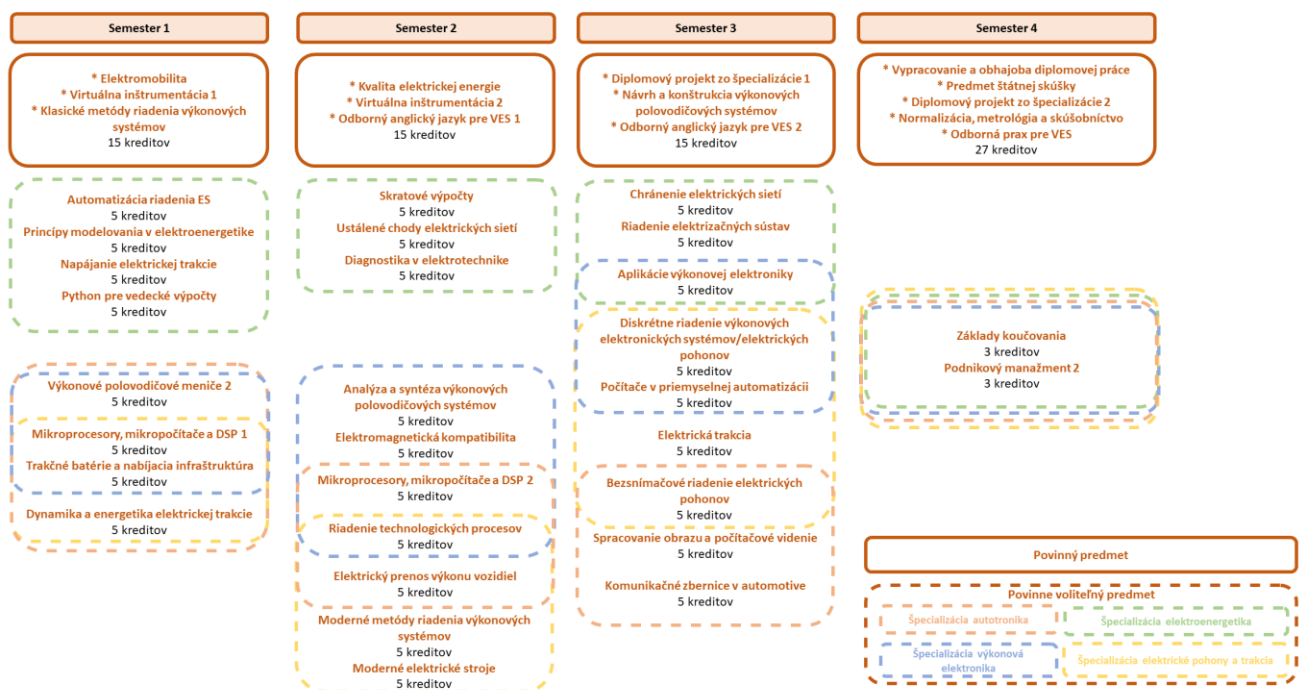 Semester 1
* Elektromobilita
* Virtuálna inštrumentácia 1
* Klasické metódy riadenia výkonových
systémov
15 kreditov
Automatizácia riadenia ES
5 kreditov
Princípy modelovania v elektroenergetike
5 kreditov
Napájanie elektrickej trakcie
5 kreditov
Python pre vedecké výpočty
5 kreditov
Výkonové polovodičové meniče 2
5 kreditov
Mikroprocesory, mikropočítače a DSP 1
5 kreditov
Trakčné batérie a nabíjacia infraštruktúra
5 kreditov
Dynamika a energetika elektrickej trakcie
5 kreditov
Semester 2
* Kvalita elektrickej energie
* Virtuálna inštrumentácia 2
* Odborný anglický jazyk pre VES 1
15 kreditov
Skratové výpočty
5 kreditov
Ustálené chody elektrických sietí
5 kreditov
Diagnostika v elektrotechnike
5 kreditov
Analýza a syntéza výkonových
polovodičových systémov
5 kreditov
Elektromagnetická kompatibilita
5 kreditov
Mikroprocesory, mikropočítače a DSP 2
5 kreditov
Riadenie technologických procesov
5 kreditov
Elektrický prenos výkonu vozidiel
5 kreditov
Moderné metódy riadenia výkonových
systémov
5 kreditov
Moderné elektrické stroje
5 kreditov
Semester 3
* Diplomový projekt zo špecializácie 1
* Návrh a konštrukcia výkonových
polovodičových systémov
* Odborný anglický jazyk pre VES 2
15 kreditov
Chránenie elektrických sietí
5 kreditov
Riadenie elektrizačných sústav
5 kreditov
Aplikácie výkonovej elektroniky
5 kreditov
Diskrétne riadenie výkonových
elektronických systémov/elektrických
pohonov
5 kreditov
Počítače v priemyselnej automatizácii
5 kreditov
Elektrická trakcia
5 kreditov
Bezsnímačové riadenie elektrických
pohonov
5 kreditov
Spracovanie obrazu a počítačové videnie
5 kreditov
Komunikačné zbernice v automotive
5 kreditov
Semester 4
* Vypracovanie a obhajoba diplomovej práce
* Predmet štátnej skúšky
* Diplomový projekt zo špecializácie 2
* Normalizácia, metrológia a skúšobníctvo
* Odborná prax pre VES
27 kreditov
Základy koučovania
3 kreditov
Podnikový manažment 2
3 kreditov
Povinný predmet
Povinne voliteľný predmet
Špecializácia autotronika
Špecializácia elektroenergetika
Špecializácia výkonová
elektronika
Špecializácia elektrické pohony a trakcia